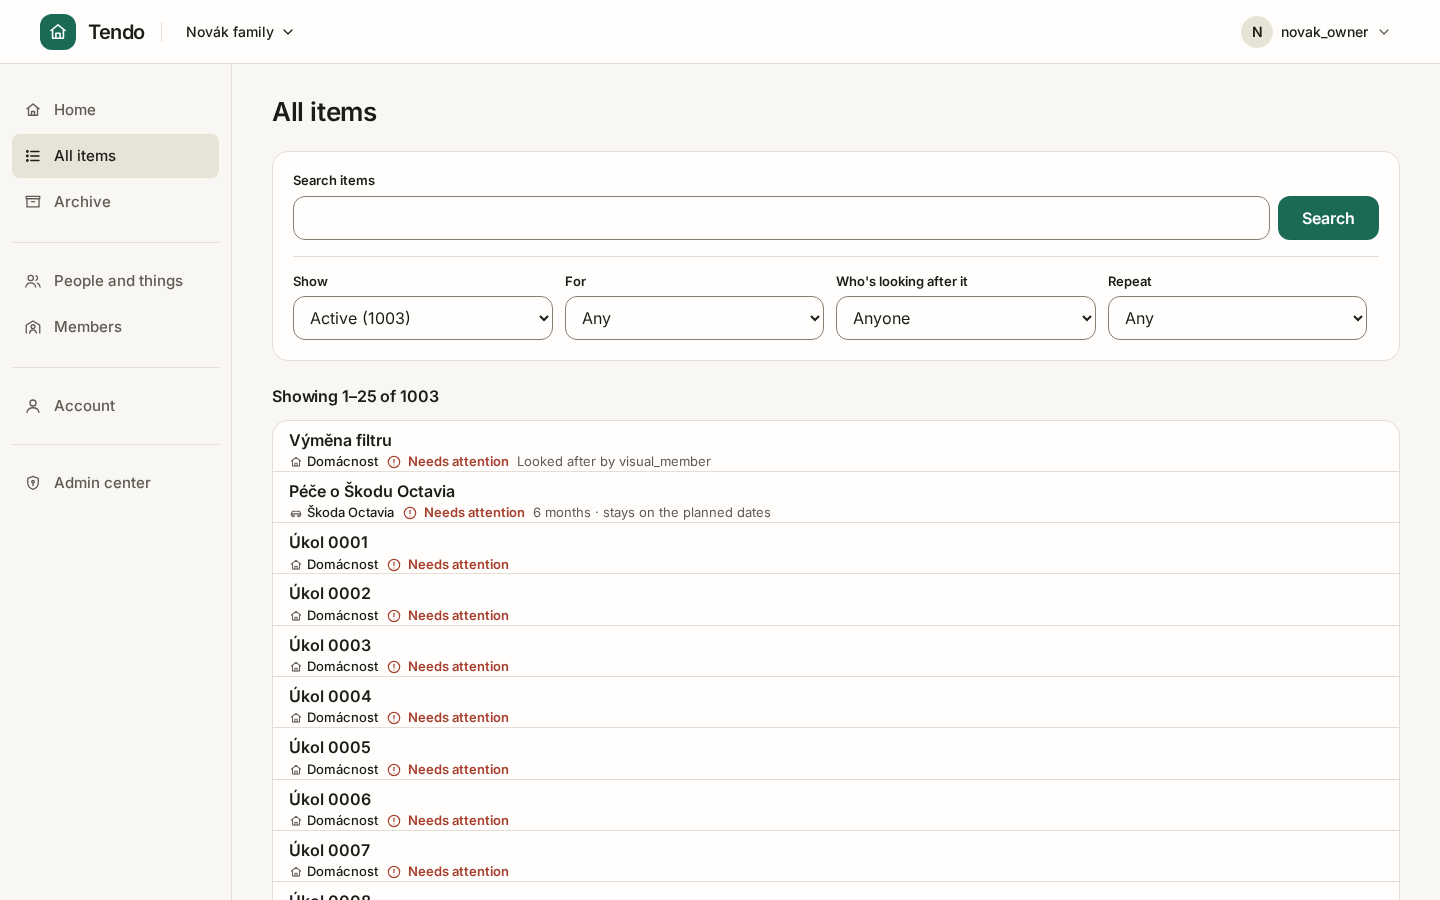 Tendo
Novák family
N
novak_owner
Home
All items
Archive
People and things
Members
Account
Admin center
All items
Search items
Search
Show
For
Who's looking after it
Repeat
Active (1003)
Any
Anyone
Any
Showing 1–25 of 1003
Výměna filtru
Domácnost Needs attention Looked after by visual_member
Péče o Škodu Octavia
Škoda Octavia Needs attention 6 months · stays on the planned dates
Úkol 0001
Domácnost Needs attention
Úkol 0002
Domácnost Needs attention
Úkol 0003
Domácnost Needs attention
Úkol 0004
Domácnost Needs attention
Úkol 0005
Domácnost Needs attention
Úkol 0006
Domácnost Needs attention
Úkol 0007
Domácnost Needs attention
Úkol 0008